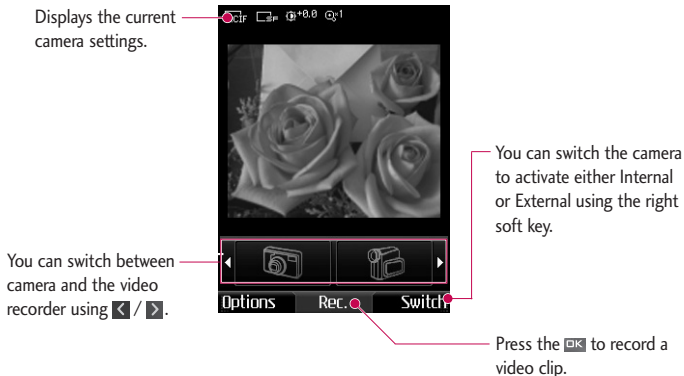 Displays the current
camera settings.
CIF +0.0 ×1
You can switch the camera
to activate either Internal
or External using the right
soft key.
You can switch between
camera and the video
recorder using < / >.
Options Rec. Switch
Press the OK to record a
video clip.